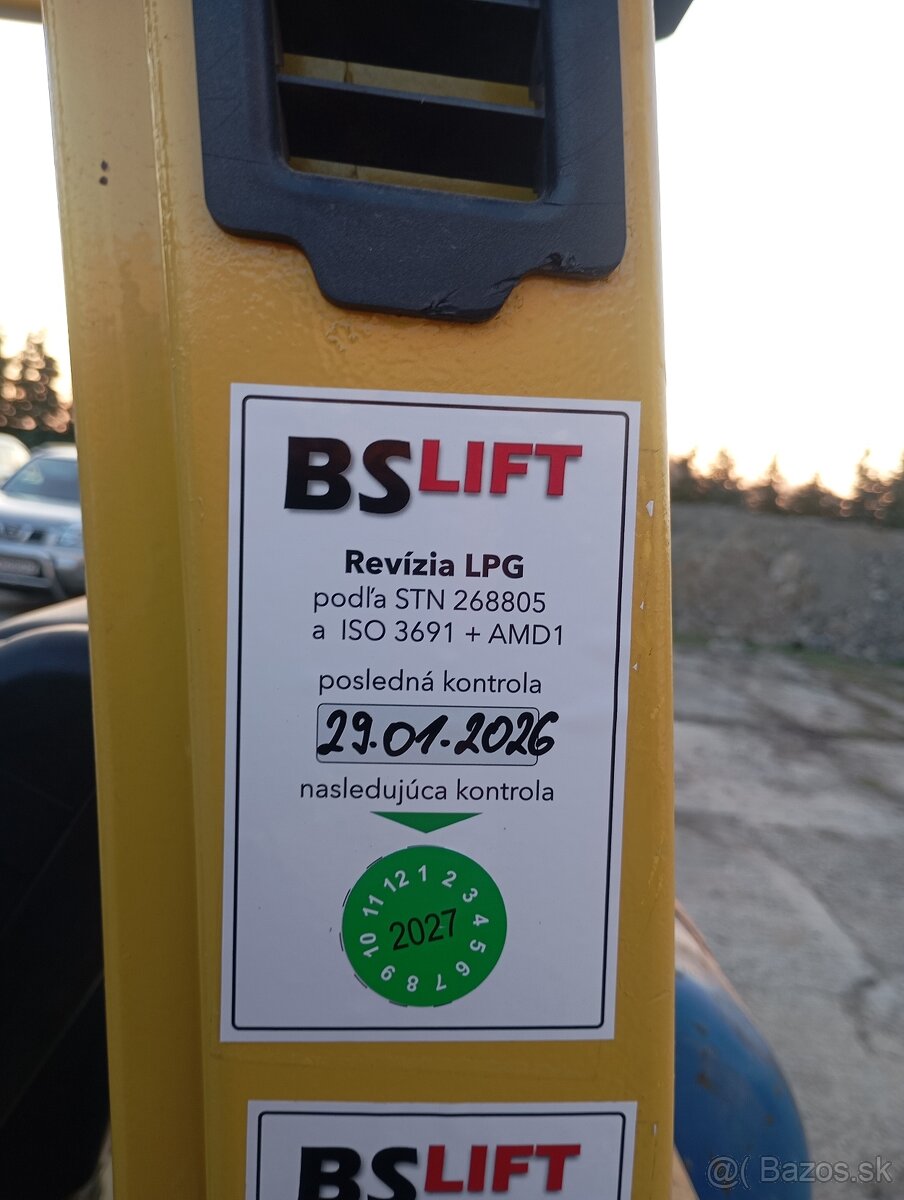 BSLIFT
Revízia LPG
podľa STN 268805
a ISO 3691 + AMD1
posledná kontrola
29.01.2026
nasledujúca kontrola
1 2 3 4 5 6 7 8 9 10 11 12
2027
BSLIFT
@( Bazos.sk